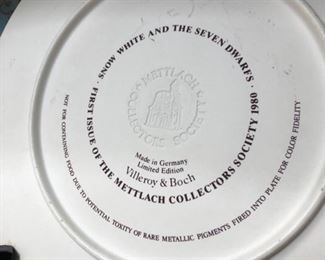 · SNOW WHITE AND THE SEVEN DWARFS ·
FIRST ISSUE OF THE METTLACH COLLECTORS SOCIETY 1980
· METTLACH ·
COLLECTORS SOCIETY
Made in Germany
Limited Edition
Villeroy & Boch
NOT FOR CONTAINING FOOD DUE TO POTENTIAL TOXITY OF RARE METALLIC PIGMENTS FIRED INTO PLATE FOR COLOR FIDELITY